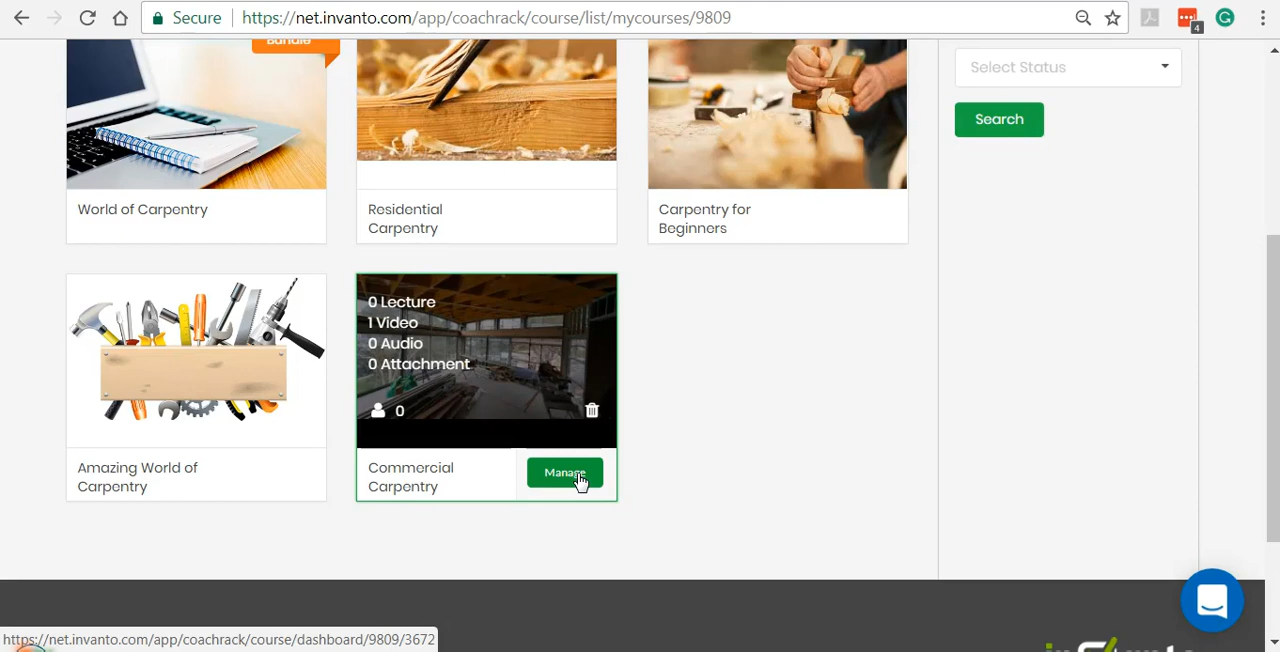 Secure
https://net.invanto.com/app/coachrack/course/list/mycourses/9809
4
Bundle
Select Status
Search
World of Carpentry
Residential
Carpentry
Carpentry for
Beginners
0 Lecture
1 Video
0 Audio
0 Attachment
0
Amazing World of
Carpentry
Commercial
Carpentry
Manage
https://net.invanto.com/app/coachrack/course/dashboard/9809/3672